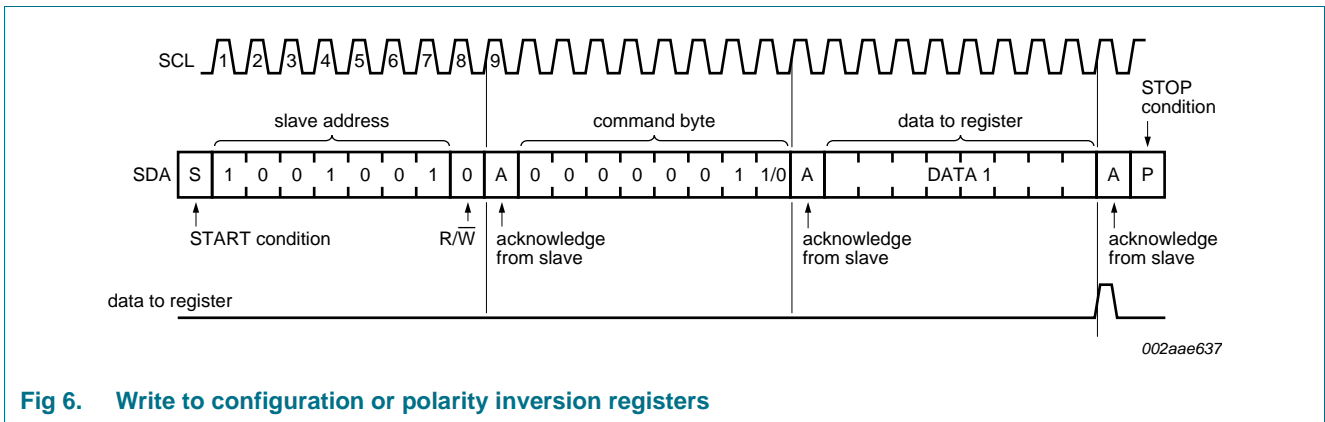 SCL 1 2 3 4 5 6 7 8 9
STOP
condition
slave address command byte data to register
SDA S 1 0 0 1 0 0 1 0 A 0 0 0 0 0 0 1 1/0 A DATA 1 A P
START condition R/W̅ acknowledge
from slave acknowledge
from slave acknowledge
from slave
data to register
002aae637
Fig 6. Write to configuration or polarity inversion registers